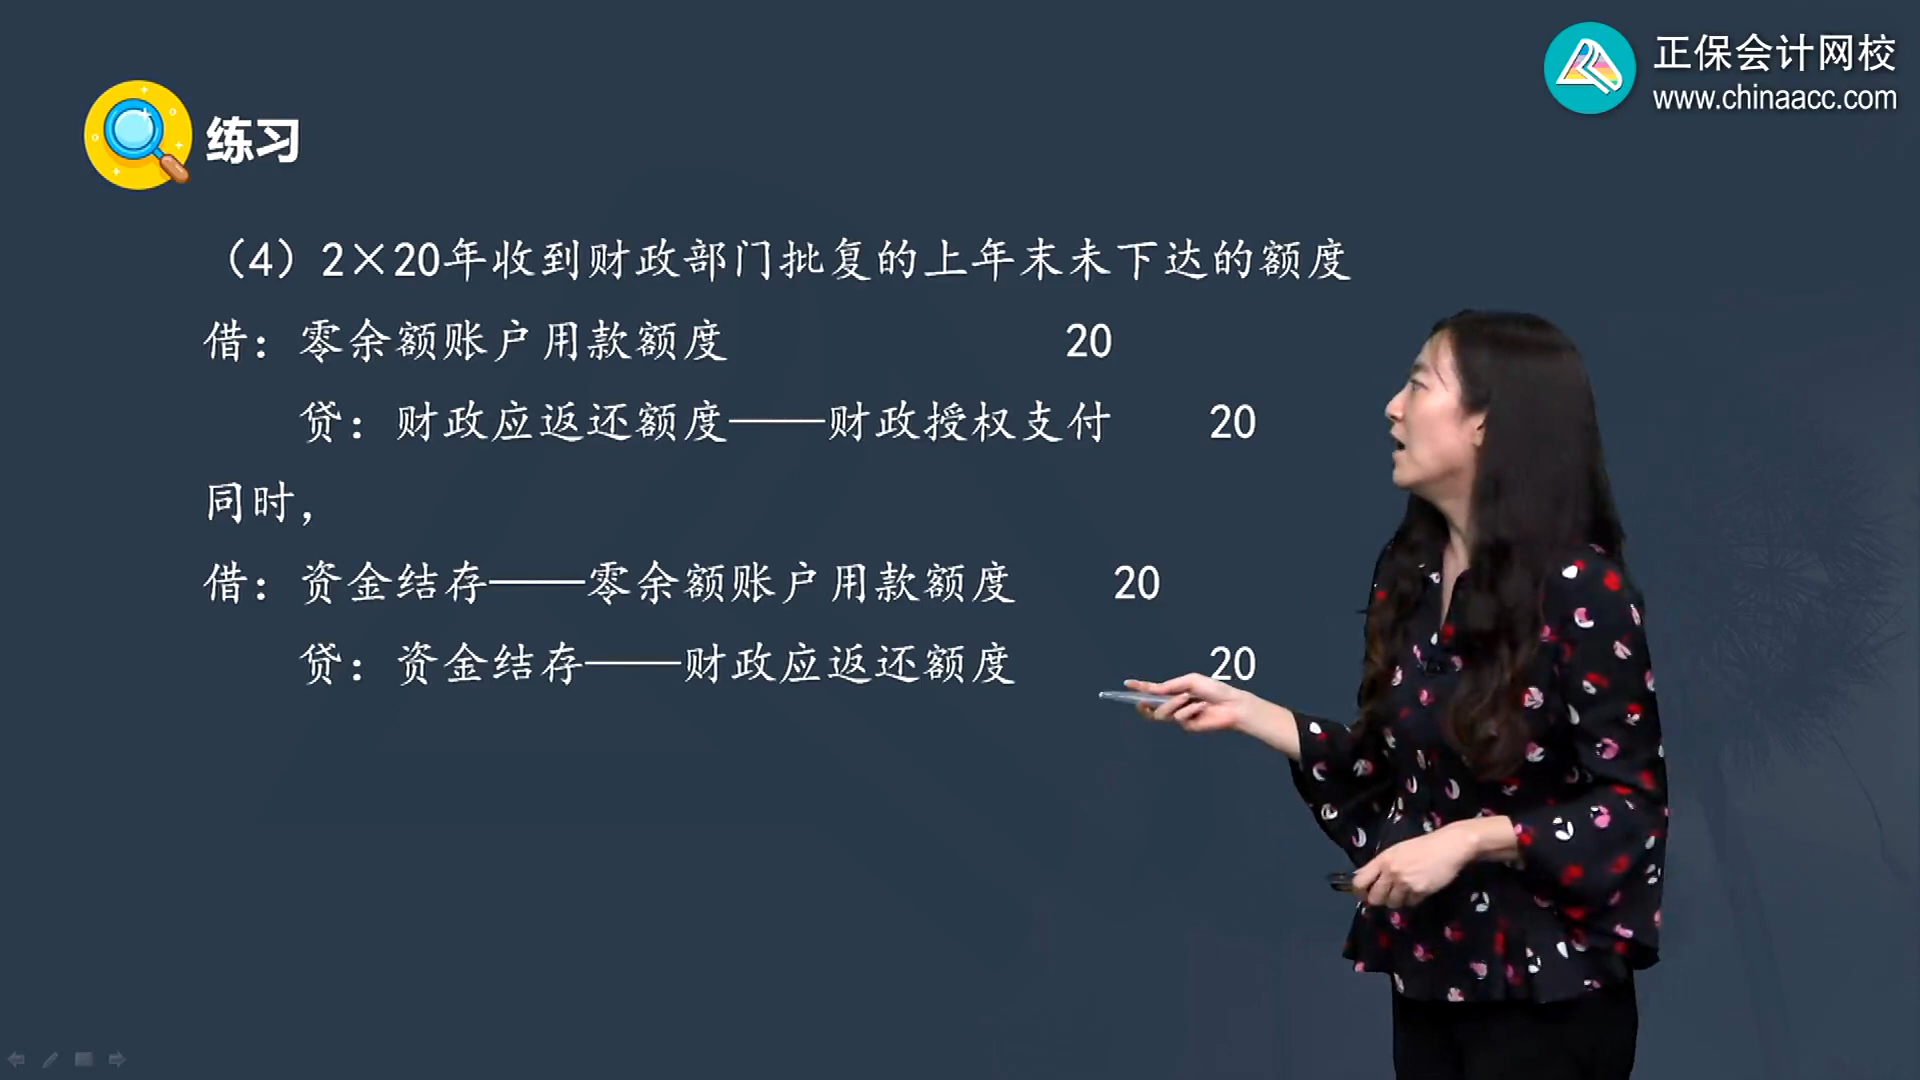 正保会计网校
www.chinaacc.com
练习
（4）2×20年收到财政部门批复的上年末未下达的额度
借：零余额账户用款额度 20
贷：财政应返还额度——财政授权支付 20
同时，
借：资金结存——零余额账户用款额度 20
贷：资金结存——财政应返还额度 20